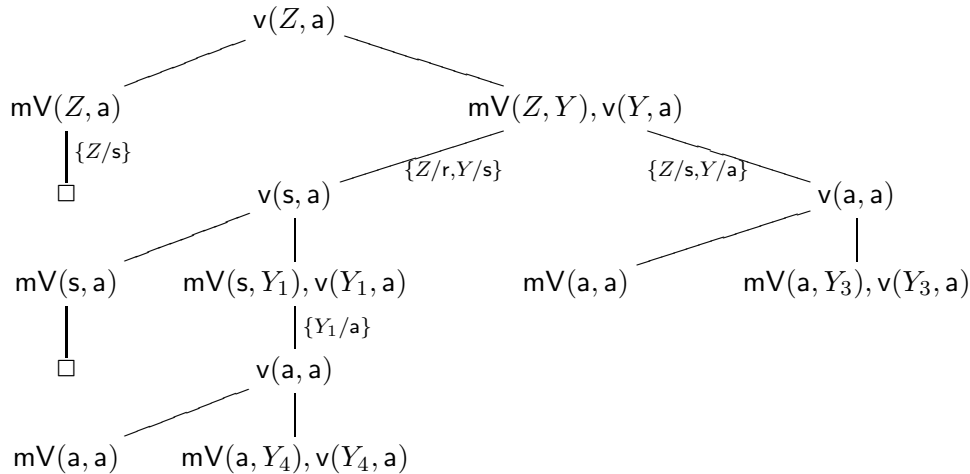 v(Z, a)
mV(Z, a) mV(Z, Y), v(Y, a)
{Z/s} {Z/r,Y/s} {Z/s,Y/a}
□ v(s, a) v(a, a)
mV(s, a) mV(s, Y₁), v(Y₁, a) mV(a, a) mV(a, Y₃), v(Y₃, a)
{Y₁/a}
□ v(a, a)
mV(a, a) mV(a, Y₄), v(Y₄, a)